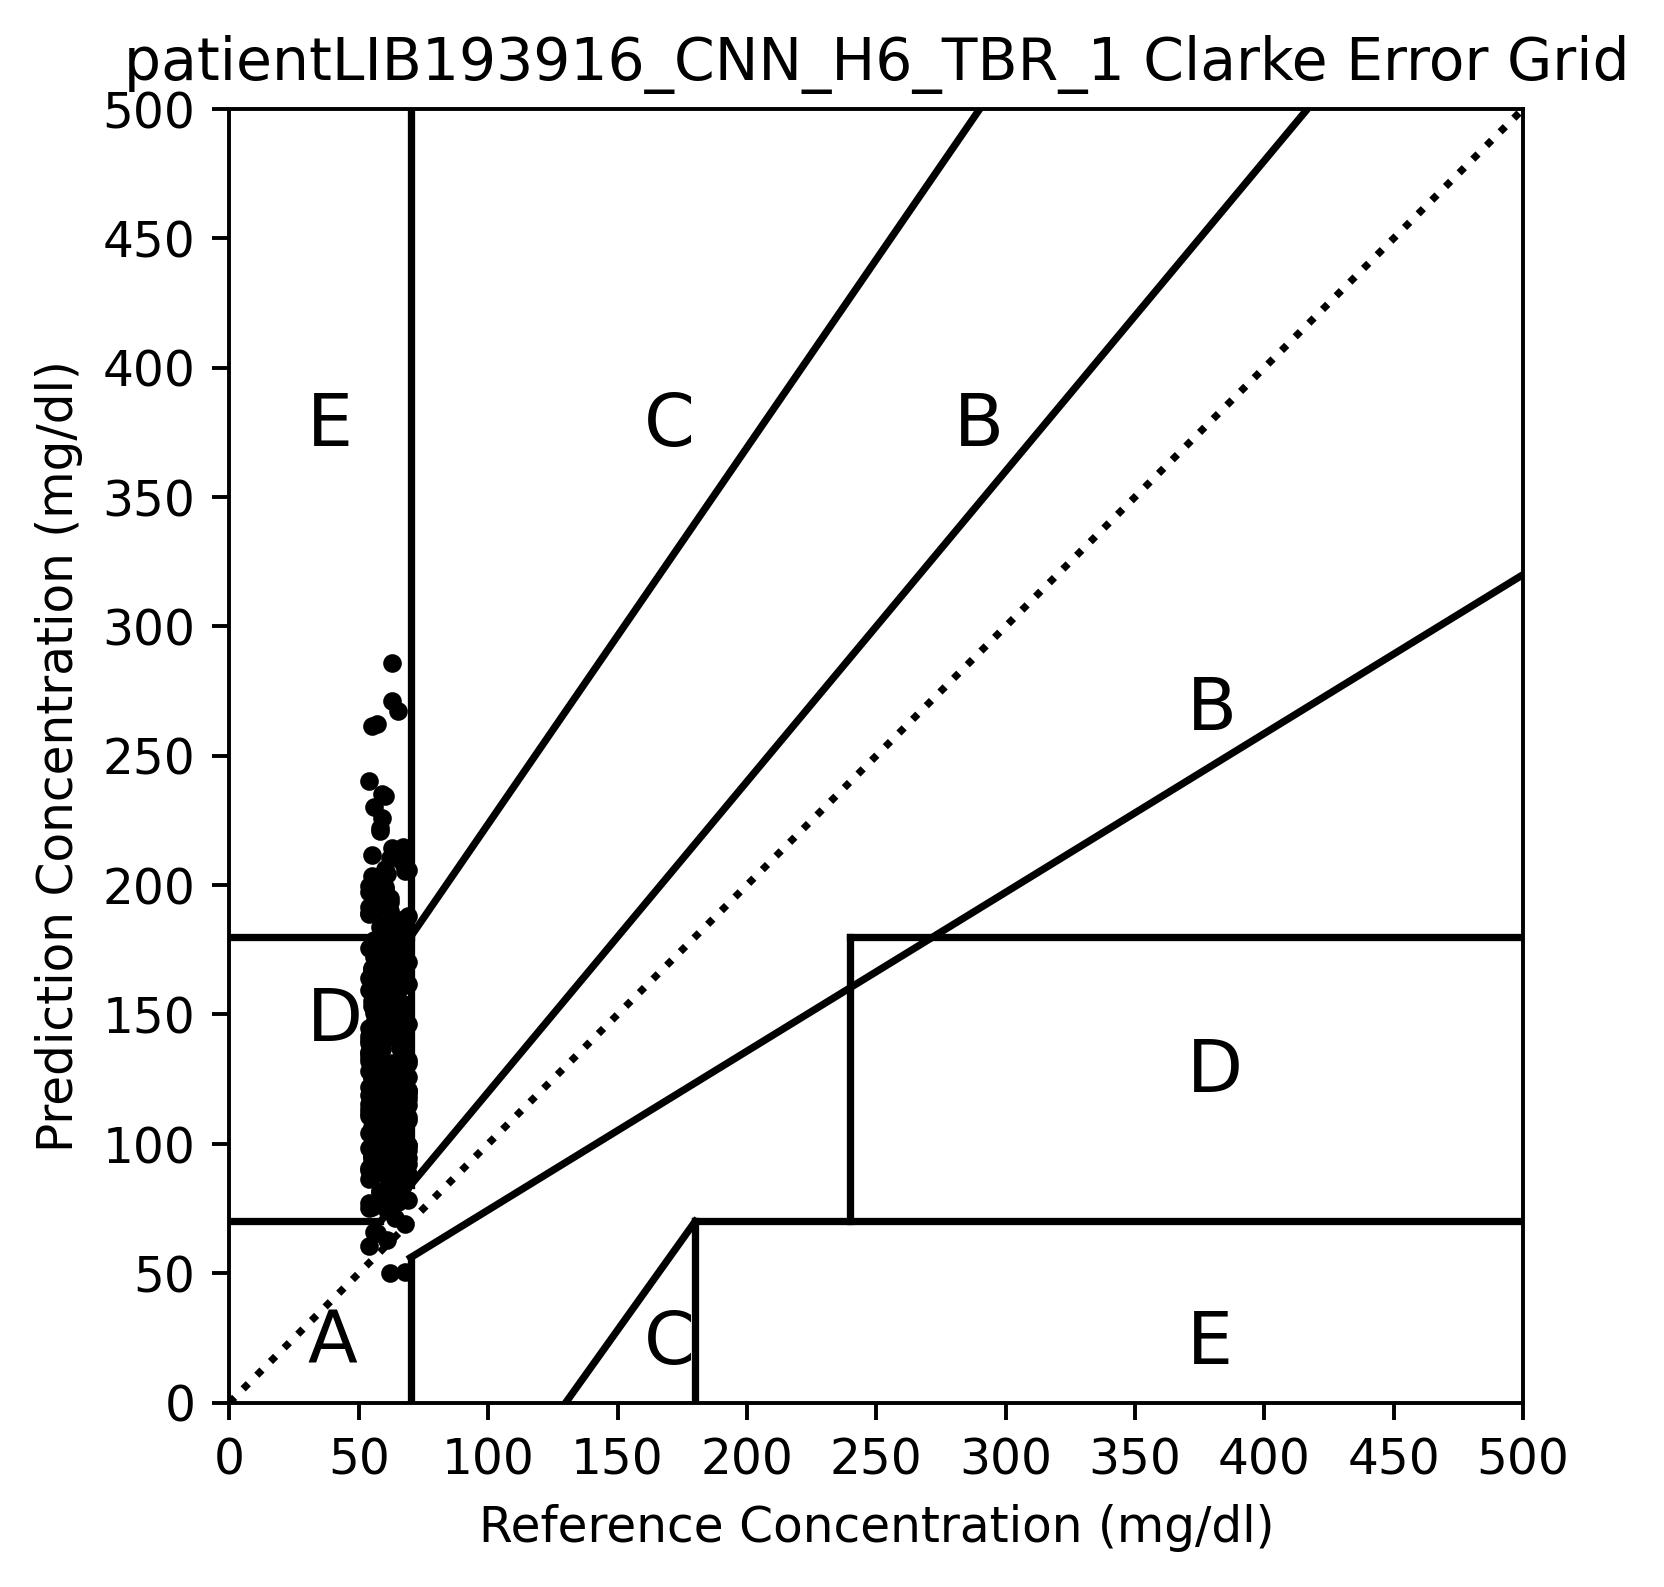 patientLIB193916_CNN_H6_TBR_1 Clarke Error Grid
500
450
400
350
300
250
200
150
100
50
0
Prediction Concentration (mg/dl)
E
C
B
B
D
D
A
C
E
0 50 100 150 200 250 300 350 400 450 500
Reference Concentration (mg/dl)